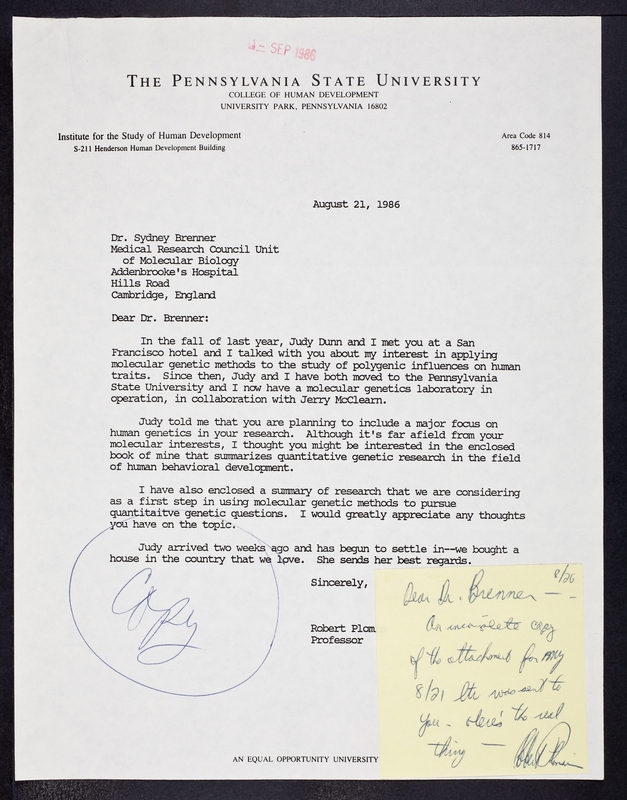 SEP 1986
THE PENNSYLVANIA STATE UNIVERSITY
COLLEGE OF HUMAN DEVELOPMENT
UNIVERSITY PARK, PENNSYLVANIA 16802
Institute for the Study of Human Development
S-211 Henderson Human Development Building
Area Code 814
865-1717
August 21, 1986
Dr. Sydney Brenner
Medical Research Council Unit
of Molecular Biology
Addenbrooke's Hospital
Hills Road
Cambridge, England
Dear Dr. Brenner:
In the fall of last year, Judy Dunn and I met you at a San
Francisco hotel and I talked with you about my interest in applying
molecular genetic methods to the study of polygenic influences on human
traits. Since then, Judy and I have both moved to the Pennsylvania
State University and I now have a molecular genetics laboratory in
operation, in collaboration with Jerry McClearn.
Judy told me that you are planning to include a major focus on
human genetics in your research. Although it's far afield from your
molecular interests, I thought you might be interested in the enclosed
book of mine that summarizes quantitative genetic research in the field
of human behavioral development.
I have also enclosed a summary of research that we are considering
as a first step in using molecular genetic methods to pursue
quantitaitve genetic questions. I would greatly appreciate any thoughts
you have on the topic.
Judy arrived two weeks ago and has begun to settle in--we bought a
house in the country that we love. She sends her best regards.
Sincerely,
Robert Plom
Professor
Copy
AN EQUAL OPPORTUNITY UNIVERSITY
8/26
Dear Dr. Brenner —
An incomplete copy
of the attachment for my
8/21 ltr was sent to
you - Here's the real
thing —
Robert Plomin